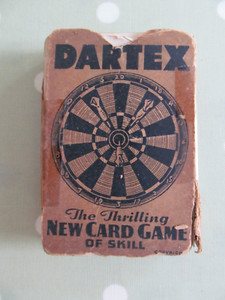 DARTEX
The Thrilling
NEW CARD GAME
OF SKILL